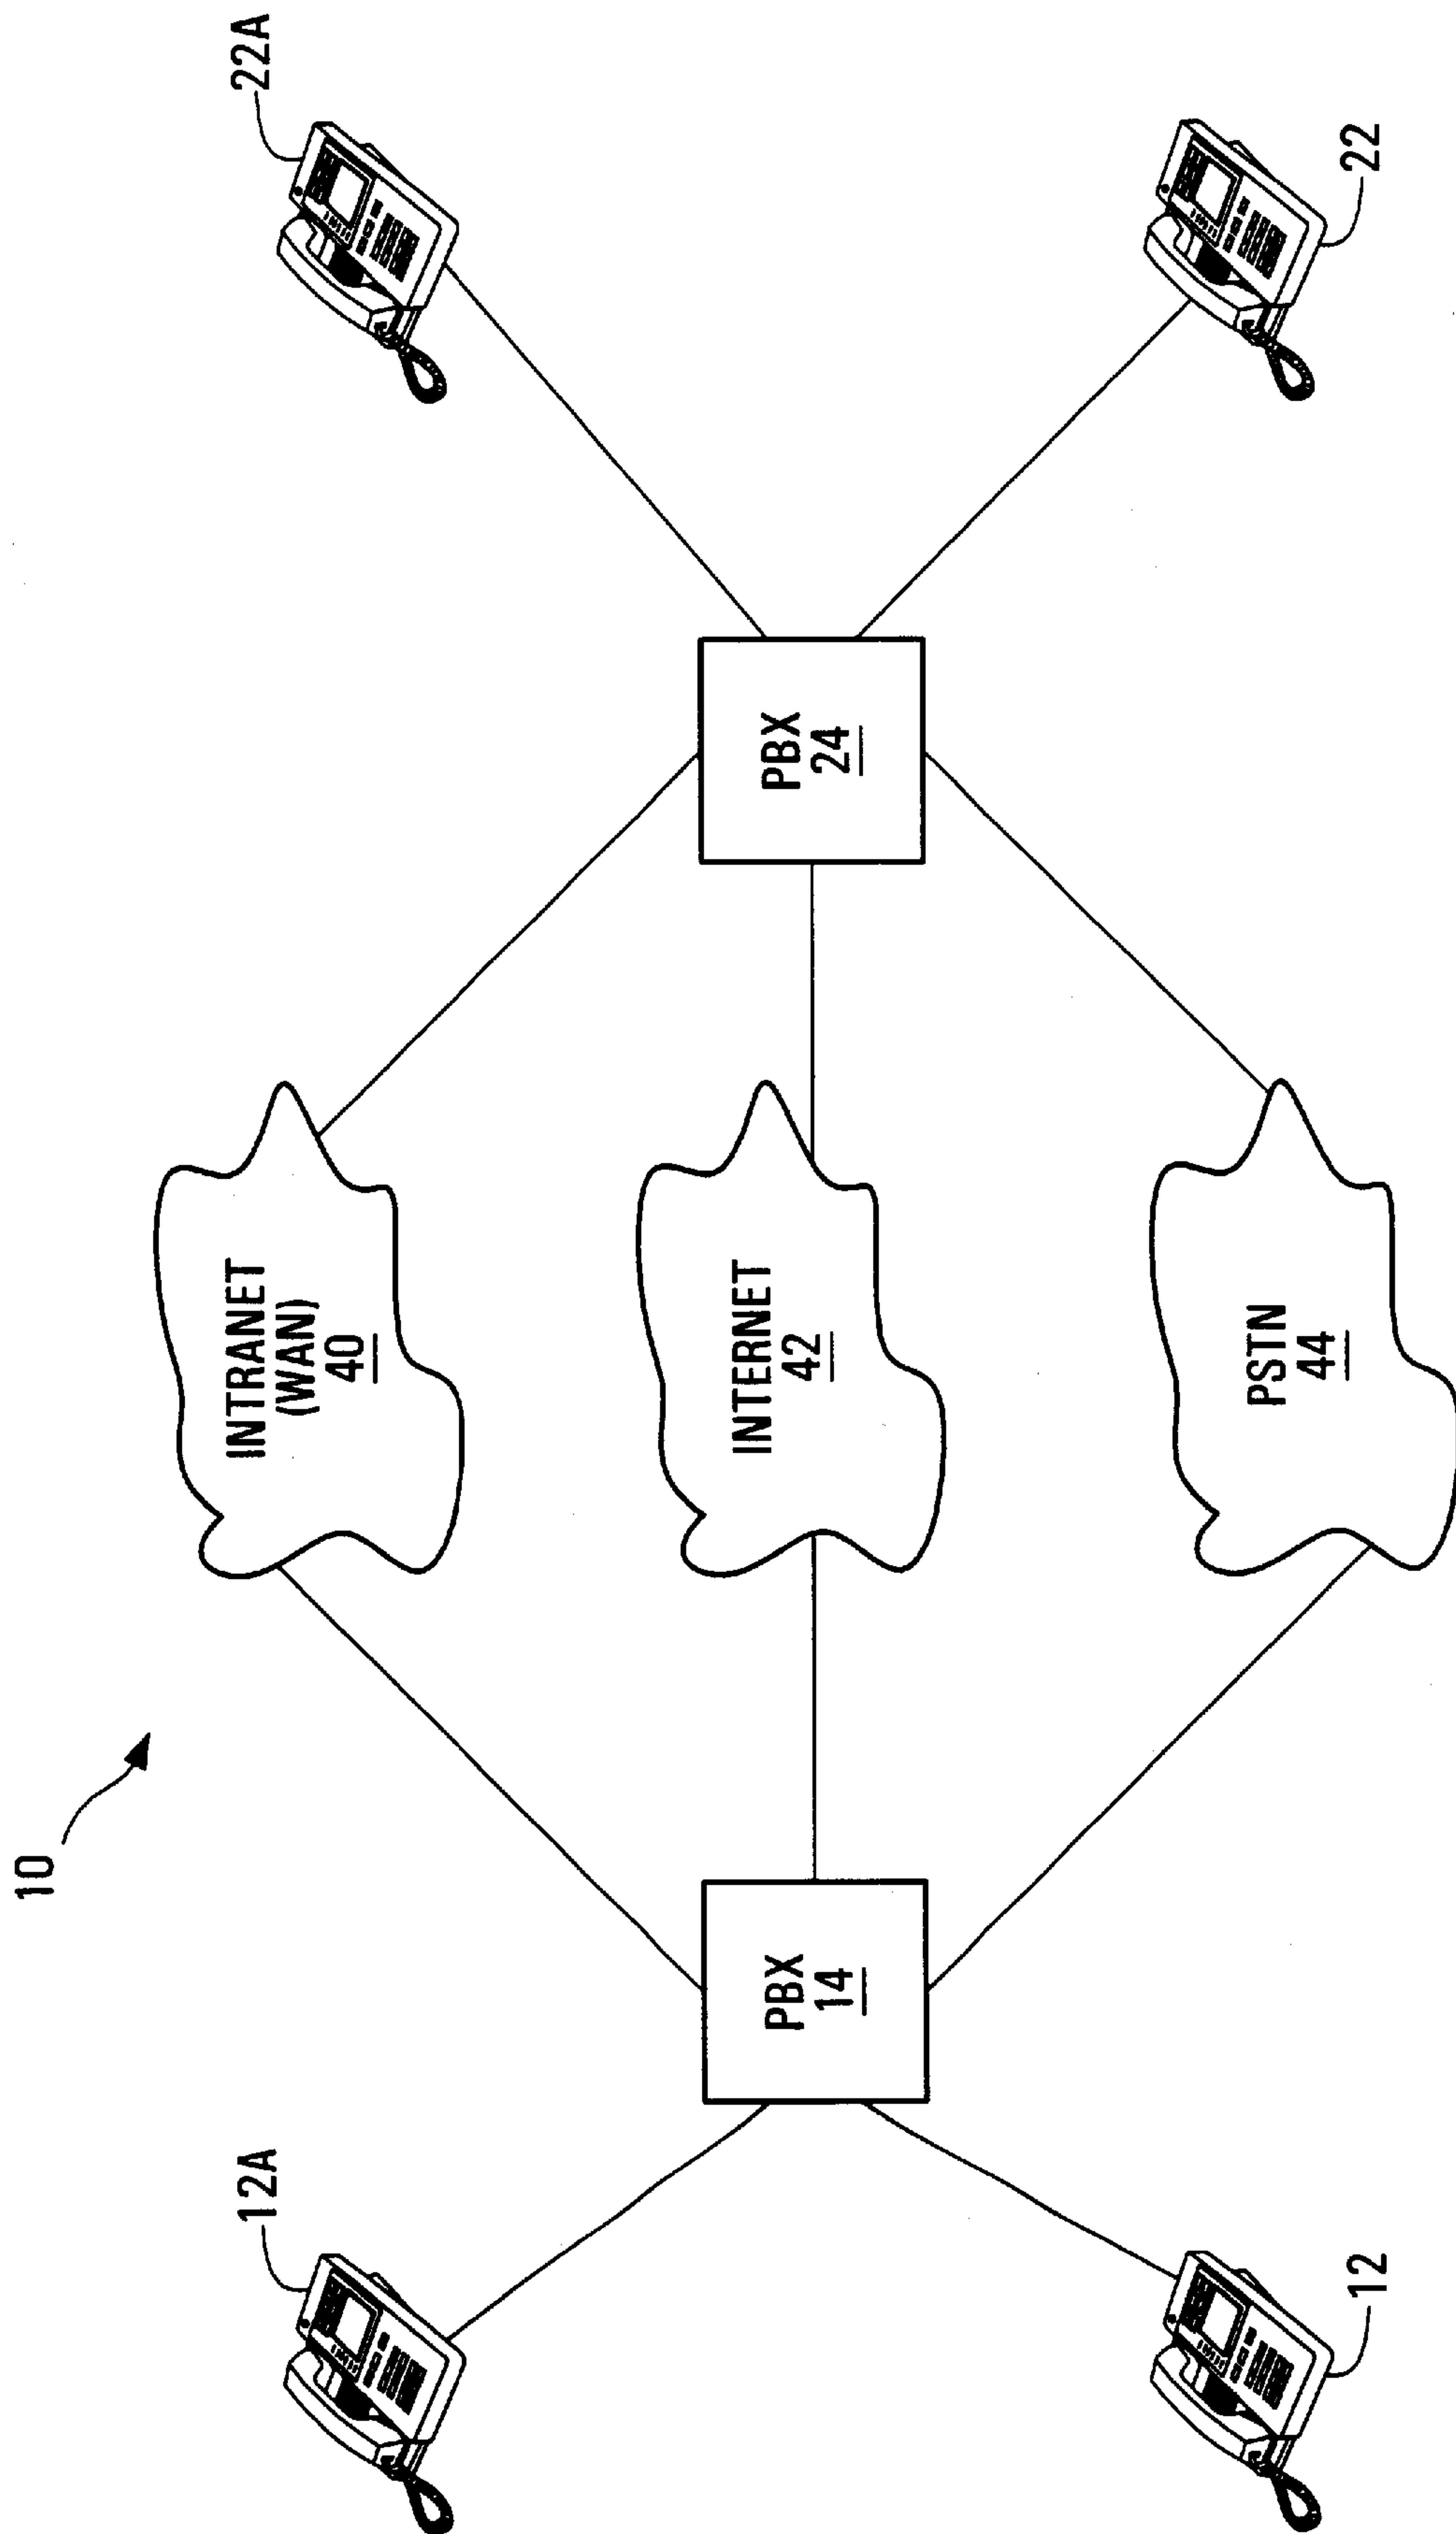 10
12A
12
PBX
14
INTRANET
(WAN)
40
INTERNET
42
PSTN
44
PBX
24
22A
22